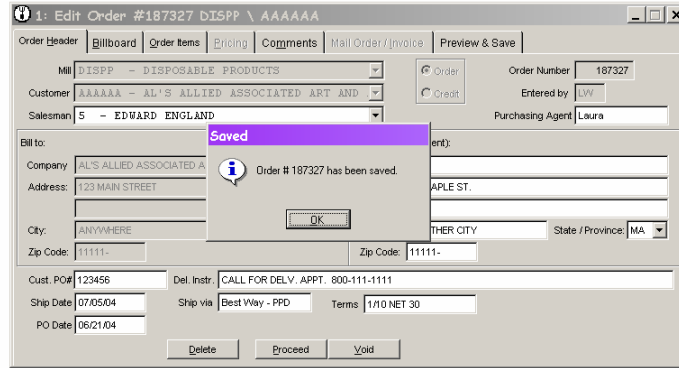 1: Edit Order #187327 DISPP \ AAAAAA
Order Header Billboard Order Items Pricing Comments Mail Order / Invoice Preview & Save
Mill DISPP - DISPOSABLE PRODUCTS Order Order Number 187327
Customer AAAAAA - AL'S ALLIED ASSOCIATED ART AND Credit Entered by LW
Salesman 5 - EDWARD ENGLAND Purchasing Agent Laura
Saved
Bill to: ent):
Company AL'S ALLIED ASSOCIATED A
Order # 187327 has been saved.
Address: 123 MAIN STREET APLE ST.
OK
City: ANYWHERE THER CITY State / Province: MA
Zip Code: 11111- Zip Code: 11111-
Cust. PO# 123456 Del. Instr. CALL FOR DELV. APPT. 800-111-1111
Ship Date 07/05/04 Ship via Best Way - PPD Terms 1/10 NET 30
PO Date 06/21/04
Delete Proceed Void